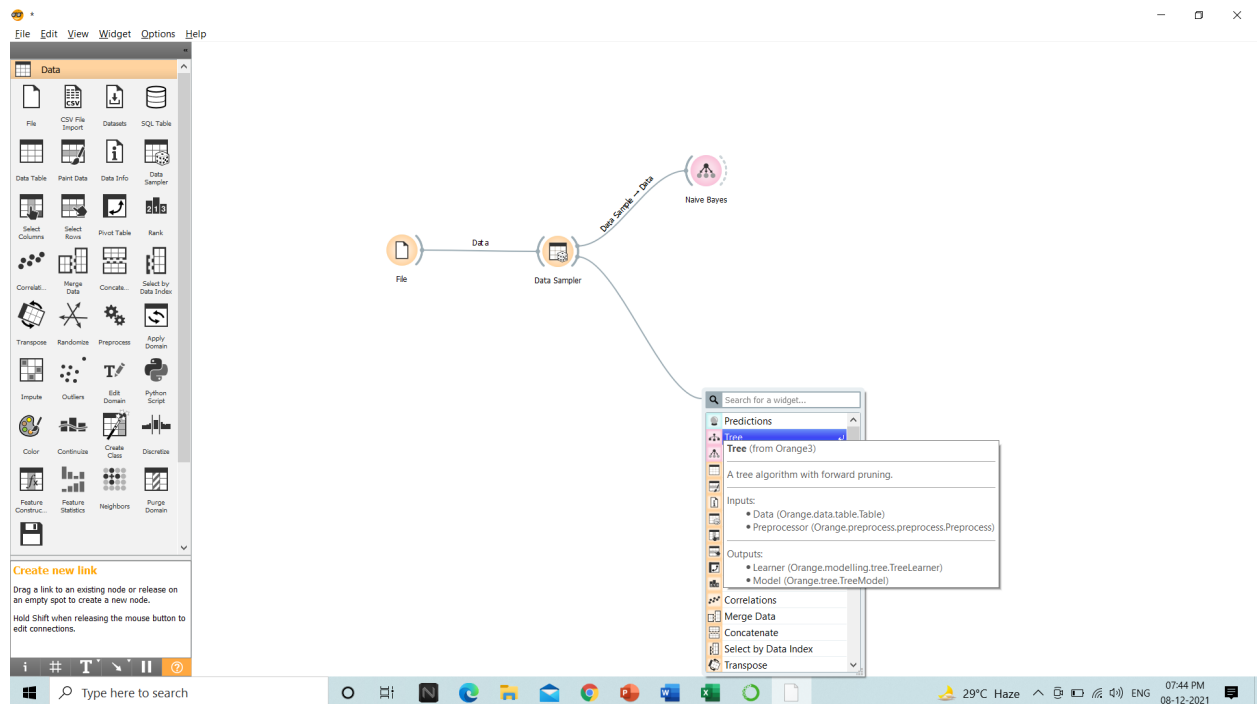 *
File Edit View Widget Options Help
Data
File
CSV File Import
Datasets
SQL Table
Data Table
Paint Data
Data Info
Data Sampler
Select Columns
Select Rows
Pivot Table
Rank
Correlati...
Merge Data
Concate...
Select by Data Index
Transpose
Randomize
Preprocess
Apply Domain
Impute
Outliers
Edit Domain
Python Script
Color
Continuize
Create Class
Discretize
Feature Construc...
Feature Statistics
Neighbors
Purge Domain
Create new link
Drag a link to an existing node or release on
an empty spot to create a new node.
Hold Shift when releasing the mouse button to
edit connections.
File
Data
Data Sampler
Data Sample → Data
Naive Bayes
Search for a widget...
Predictions
Tree
Tree (from Orange3)
A tree algorithm with forward pruning.
Inputs:
• Data (Orange.data.table.Table)
• Preprocessor (Orange.preprocess.preprocess.Preprocess)
Outputs:
• Learner (Orange.modelling.tree.TreeLearner)
• Model (Orange.tree.TreeModel)
Correlations
Merge Data
Concatenate
Select by Data Index
Transpose
Type here to search
29°C Haze
ENG
07:44 PM
08-12-2021